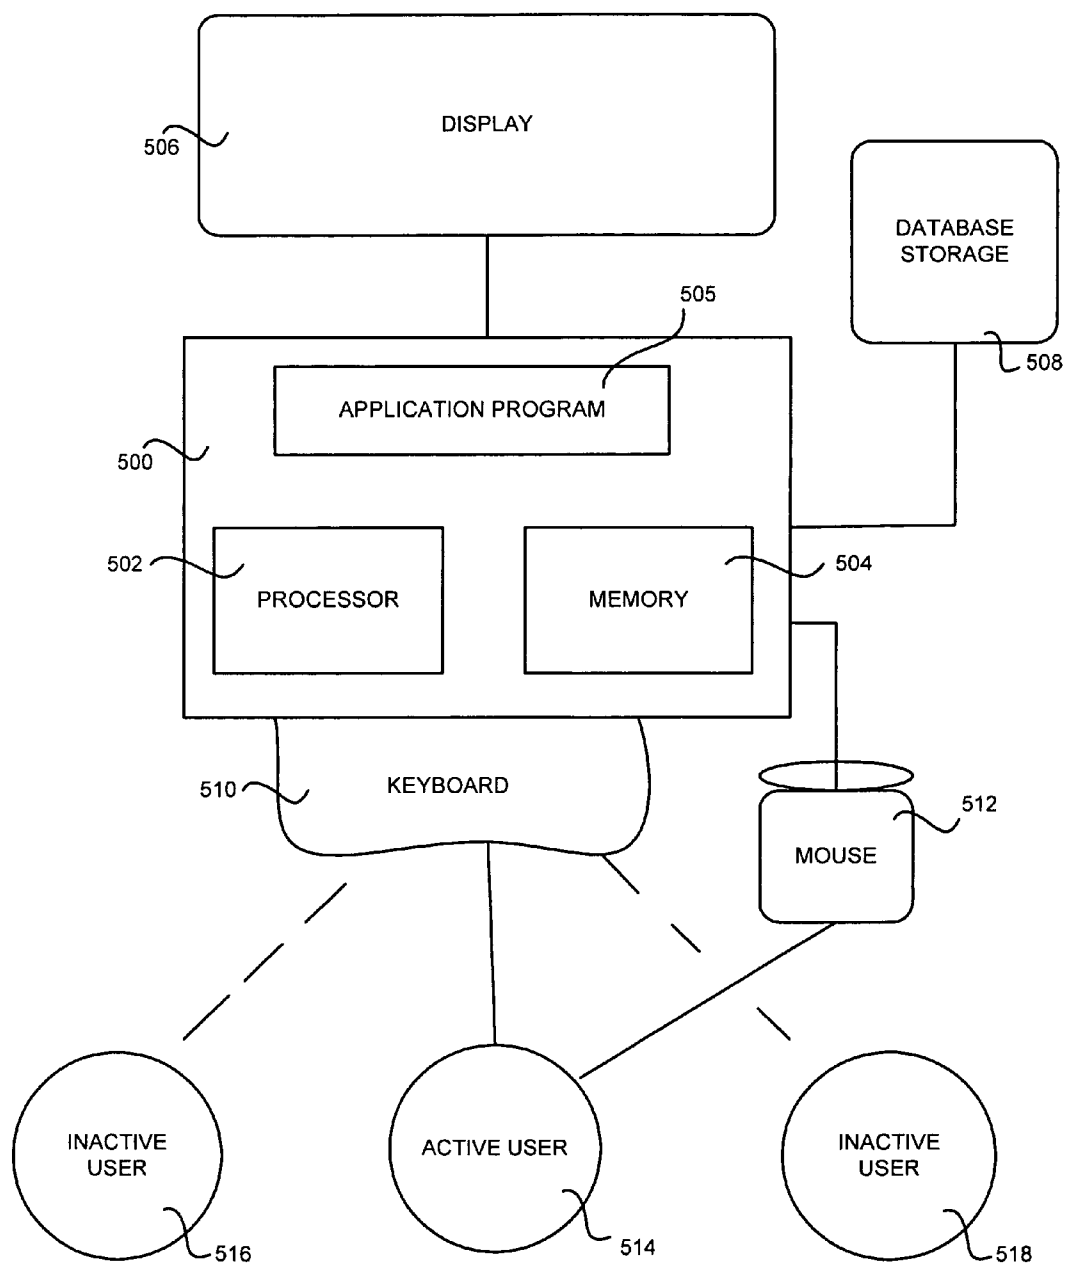 DISPLAY
506
DATABASE
STORAGE
508
505
APPLICATION PROGRAM
500
502
PROCESSOR
MEMORY
504
510
KEYBOARD
512
MOUSE
INACTIVE
USER
516
ACTIVE USER
514
INACTIVE
USER
518